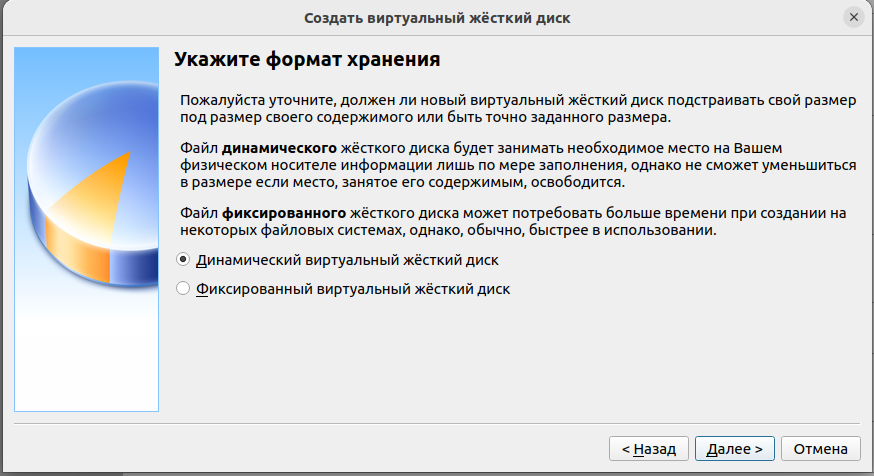 Создать виртуальный жёсткий диск
Укажите формат хранения
Пожалуйста уточните, должен ли новый виртуальный жёсткий диск подстраивать свой размер
под размер своего содержимого или быть точно заданного размера.
Файл динамического жёсткого диска будет занимать необходимое место на Вашем
физическом носителе информации лишь по мере заполнения, однако не сможет уменьшиться
в размере если место, занятое его содержимым, освободится.
Файл фиксированного жёсткого диска может потребовать больше времени при создании на
некоторых файловых системах, однако, обычно, быстрее в использовании.
Динамический виртуальный жёсткий диск
Фиксированный виртуальный жёсткий диск
< Назад Далее > Отмена